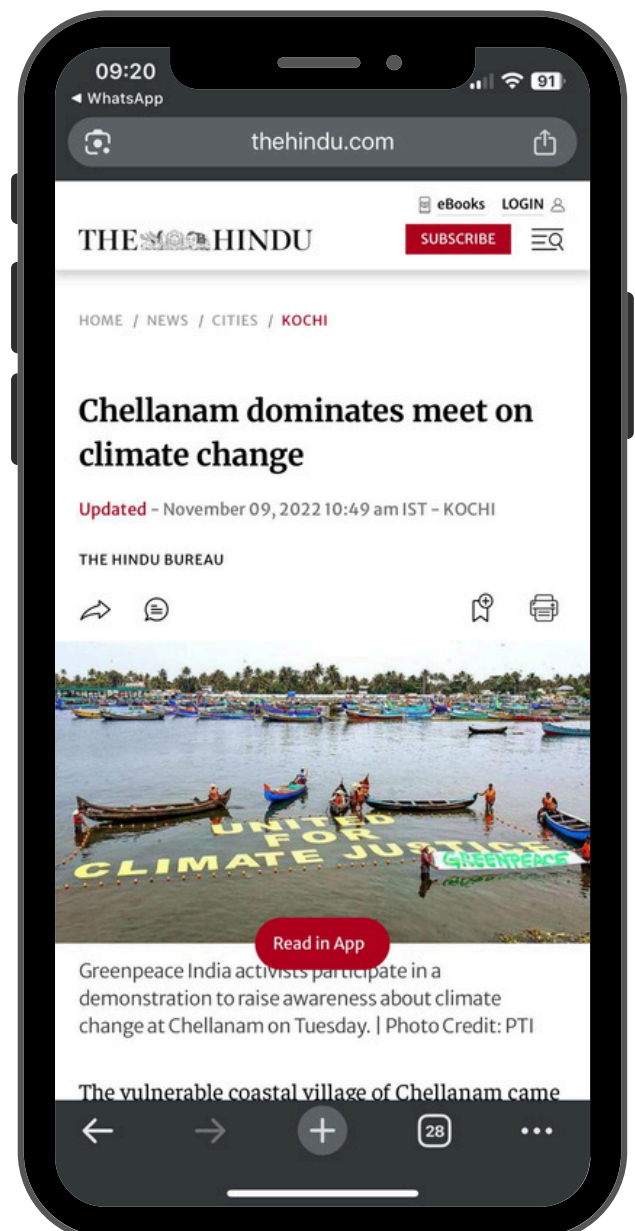 09:20
91
◀ WhatsApp
thehindu.com
eBooks LOGIN
THE HINDU
SUBSCRIBE
HOME / NEWS / CITIES / KOCHI
Chellanam dominates meet on
climate change
Updated - November 09, 2022 10:49 am IST - KOCHI
THE HINDU BUREAU
UNITED
FOR
CLIMATE JUSTICE
GREENPEACE
Read in App
Greenpeace India activists participate in a
demonstration to raise awareness about climate
change at Chellanam on Tuesday. | Photo Credit: PTI
The vulnerable coastal village of Chellanam came
28